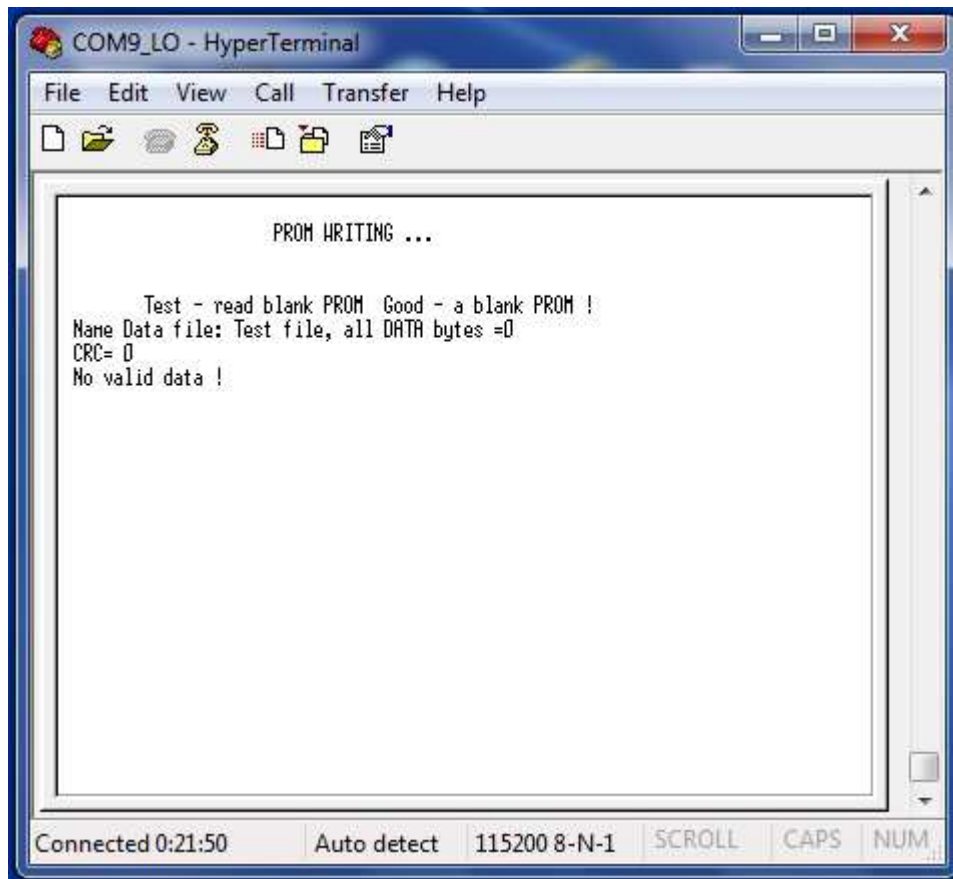 COM9_LO - HyperTerminal
File Edit View Call Transfer Help
PROM WRITING ...
Test - read blank PROM Good - a blank PROM !
Name Data file: Test file, all DATA bytes =0
CRC= 0
No valid data !
Connected 0:21:50 Auto detect 115200 8-N-1 SCROLL CAPS NUM